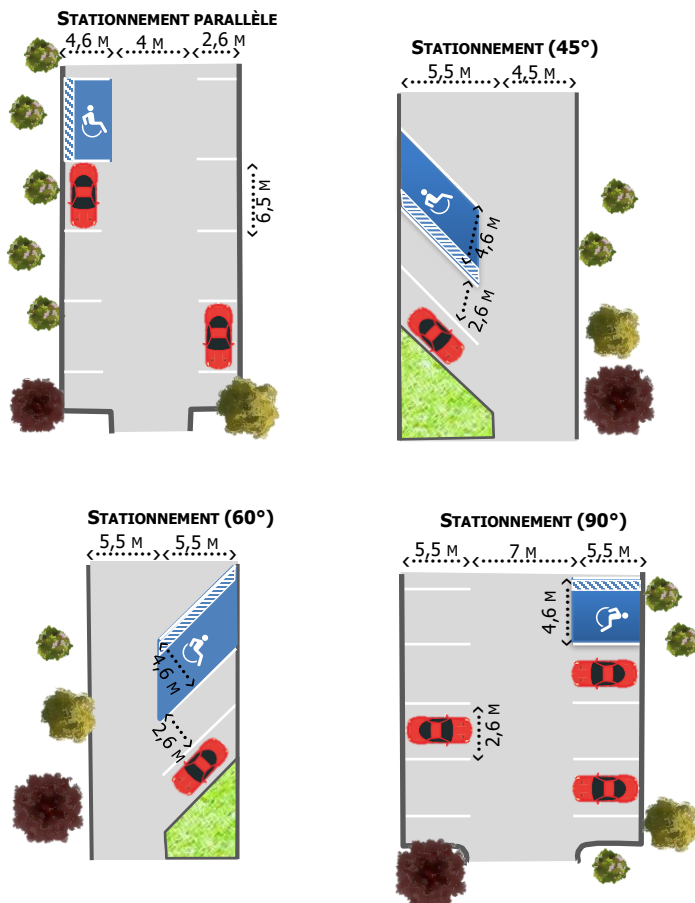 STATIONNEMENT PARALLÈLE
4,6 M 4 M 2,6 M
6,5 M
STATIONNEMENT (45°)
5,5 M 4,5 M
4,6 M
2,6 M
STATIONNEMENT (60°)
5,5 M 5,5 M
4,6 M
2,6 M
STATIONNEMENT (90°)
5,5 M 7 M 5,5 M
4,6 M
2,6 M